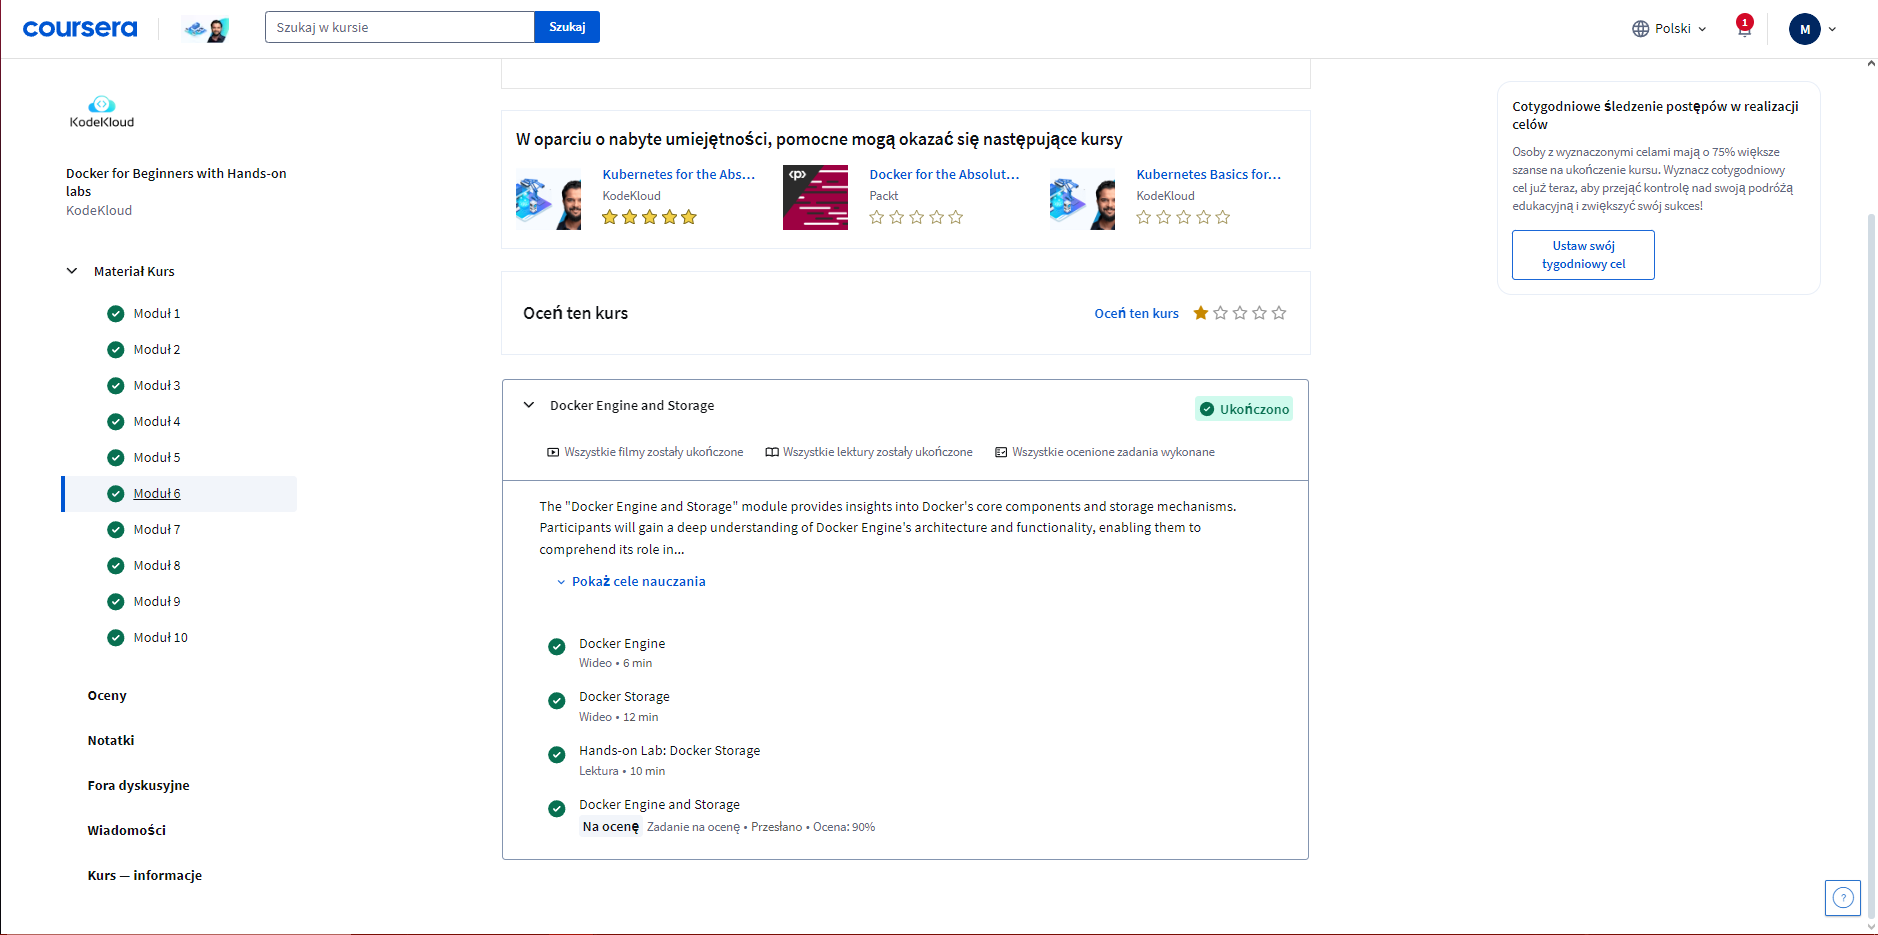 coursera
Szukaj w kursie
Szukaj
Polski
1
M
KodeKloud
Docker for Beginners with Hands-on
labs
KodeKloud
Materiał Kurs
Moduł 1
Moduł 2
Moduł 3
Moduł 4
Moduł 5
Moduł 6
Moduł 7
Moduł 8
Moduł 9
Moduł 10
Oceny
Notatki
Fora dyskusyjne
Wiadomości
Kurs — informacje
W oparciu o nabyte umiejętności, pomocne mogą okazać się następujące kursy
Kubernetes for the Abs...
KodeKloud
<p>
Docker for the Absolut...
Packt
Kubernetes Basics for...
KodeKloud
Oceń ten kurs
Oceń ten kurs
Docker Engine and Storage
Ukończono
Wszystkie filmy zostały ukończone
Wszystkie lektury zostały ukończone
Wszystkie ocenione zadania wykonane
The "Docker Engine and Storage" module provides insights into Docker's core components and storage mechanisms.
Participants will gain a deep understanding of Docker Engine's architecture and functionality, enabling them to
comprehend its role in...
Pokaż cele nauczania
Docker Engine
Wideo • 6 min
Docker Storage
Wideo • 12 min
Hands-on Lab: Docker Storage
Lektura • 10 min
Docker Engine and Storage
Na ocenę Zadanie na ocenę • Przesłano • Ocena: 90%
Cotygodniowe śledzenie postępów w realizacji
celów
Osoby z wyznaczonymi celami mają o 75% większe
szanse na ukończenie kursu. Wyznacz cotygodniowy
cel już teraz, aby przejąć kontrolę nad swoją podróżą
edukacyjną i zwiększyć swój sukces!
Ustaw swój
tygodniowy cel
?